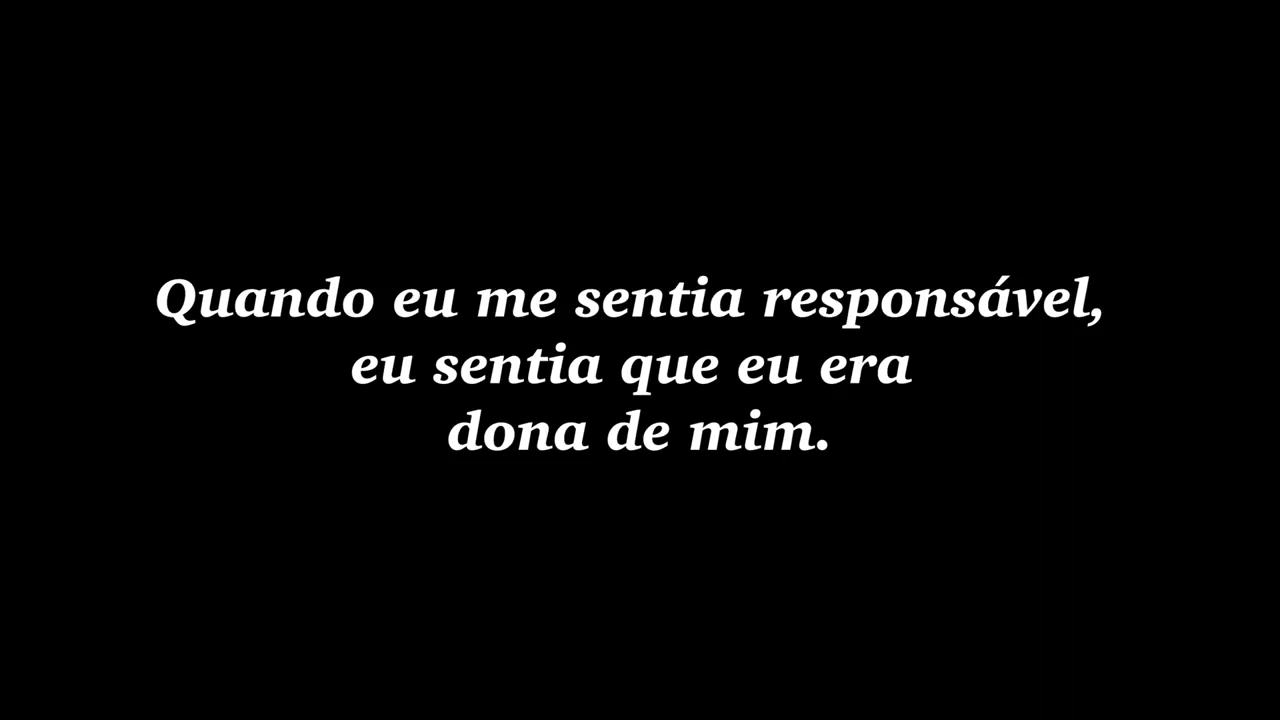 Quando eu me sentia responsável,
eu sentia que eu era
dona de mim.